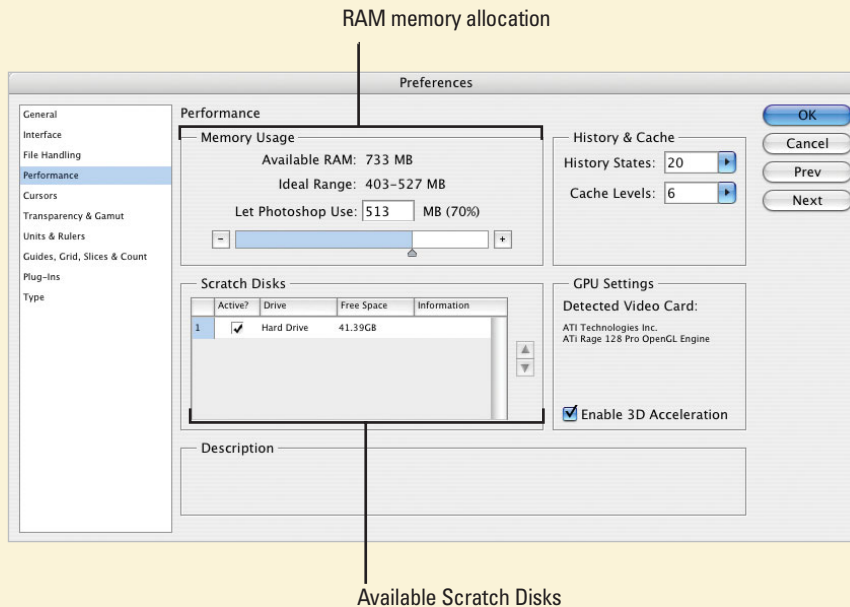 RAM memory allocation
Preferences
General
Interface
File Handling
Performance
Cursors
Transparency & Gamut
Units & Rulers
Guides, Grid, Slices & Count
Plug-Ins
Type
Performance
Memory Usage
Available RAM: 733 MB
Ideal Range: 403-527 MB
Let Photoshop Use: 513 MB (70%)
- +
History & Cache
History States: 20
Cache Levels: 6
OK
Cancel
Prev
Next
Scratch Disks
Active? Drive Free Space Information
1 Hard Drive 41.39GB
GPU Settings
Detected Video Card:
ATI Technologies Inc.
ATi Rage 128 Pro OpenGL Engine
Enable 3D Acceleration
Description
Available Scratch Disks